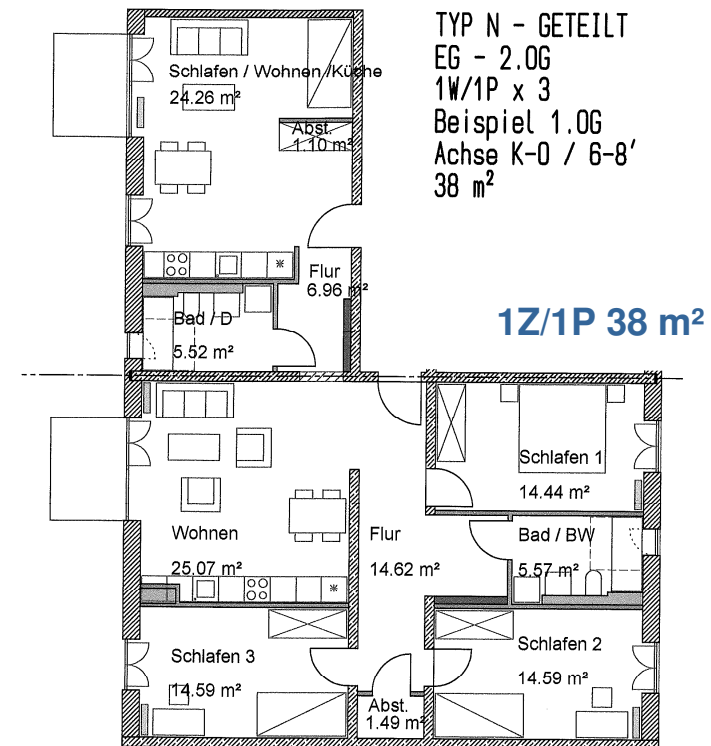 TYP N - GETEILT
EG - 2.OG
1W/1P x 3
Beispiel 1.OG
Achse K-O / 6-8'
38 m²
Schlafen / Wohnen /Küche
24.26 m²
Abst.
1.10 m²
Flur
6.96 m²
Bad / D
5.52 m²
1Z/1P 38 m²
Schlafen 1
14.44 m²
Wohnen
25.07 m²
Flur
14.62 m²
Bad / BW
5.57 m²
Schlafen 3
14.59 m²
Schlafen 2
14.59 m²
Abst.
1.49 m²